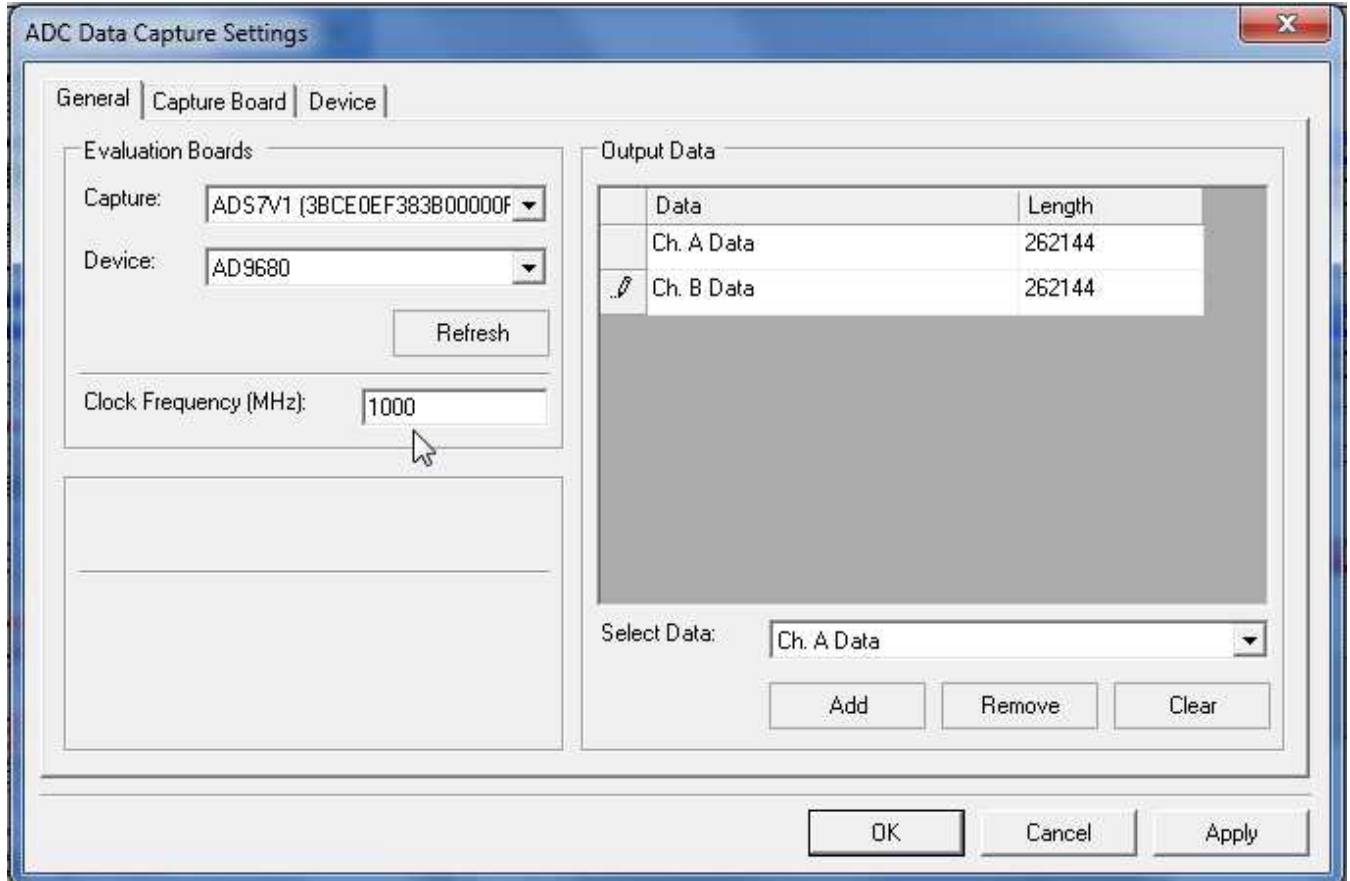 ADC Data Capture Settings
General
Capture Board
Device
Evaluation Boards
Capture:
ADS7V1 (3BCE0EF383B00000F
Device:
AD9680
Refresh
Clock Frequency (MHz):
1000
Output Data
Data Length
Ch. A Data 262144
Ch. B Data 262144
Select Data:
Ch. A Data
Add
Remove
Clear
OK
Cancel
Apply